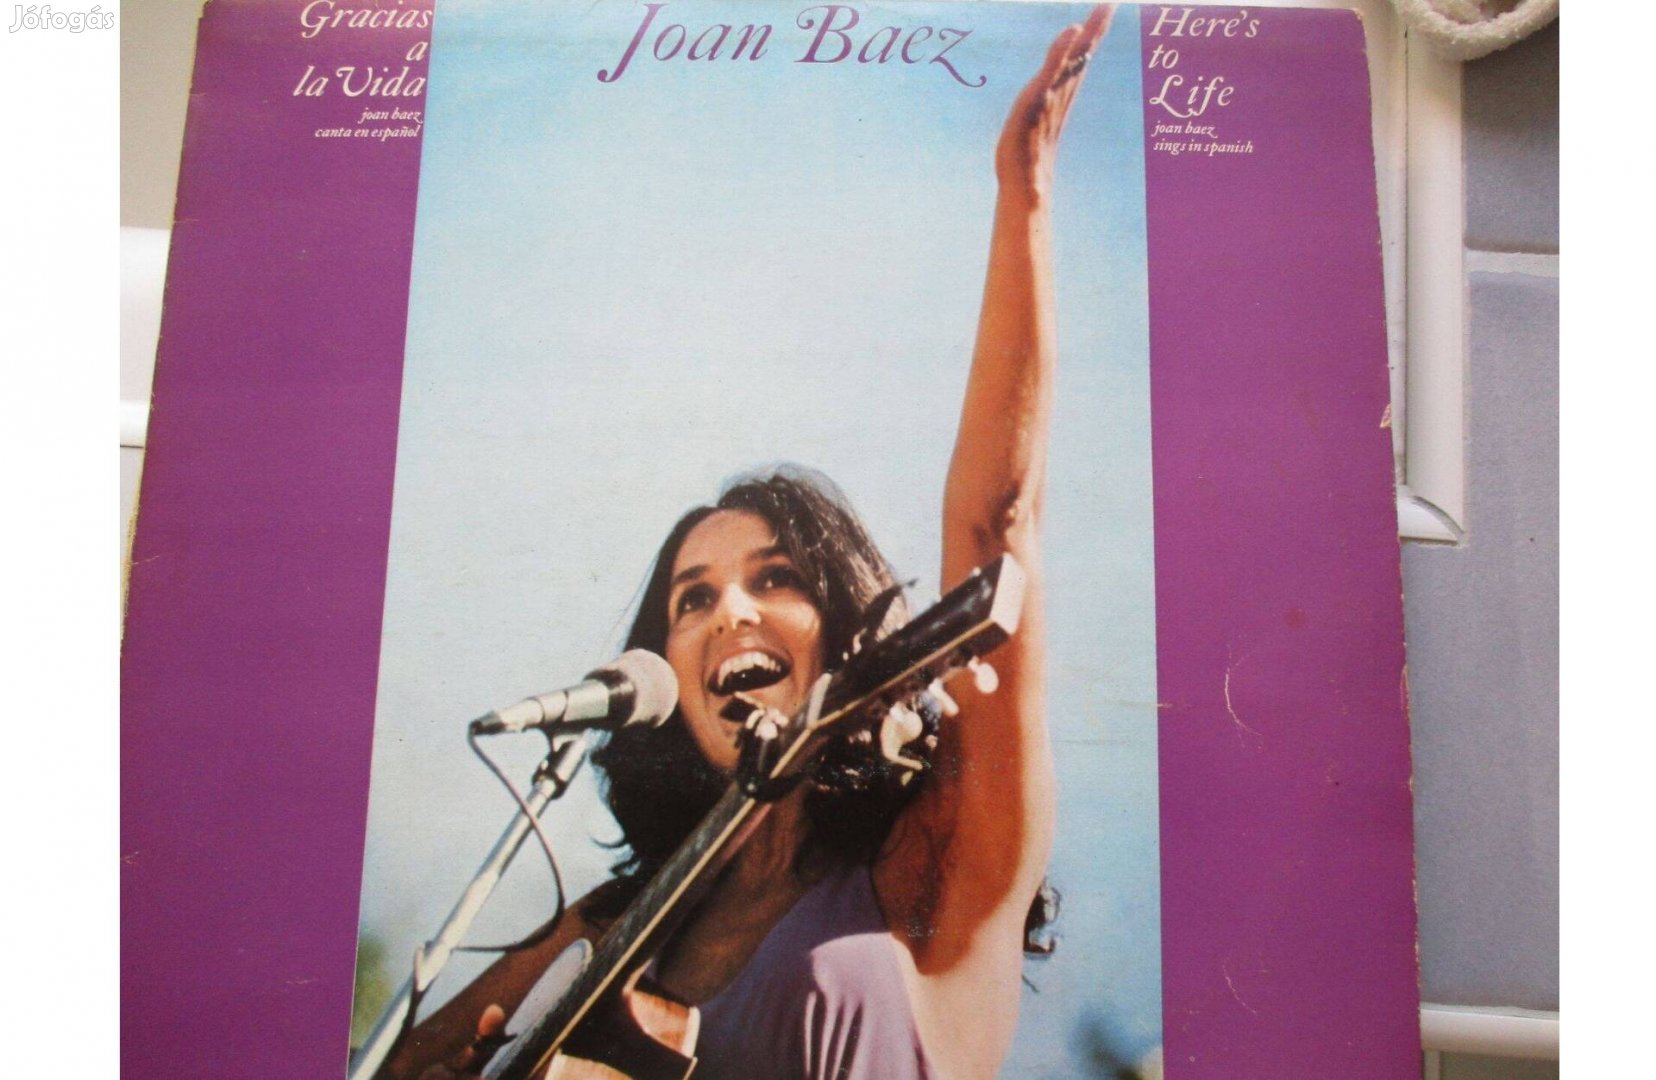 Jófogás
Gracias
a
la Vida
joan baez
canta en español
Joan Baez
Here's
to
Life
joan baez
sings in spanish